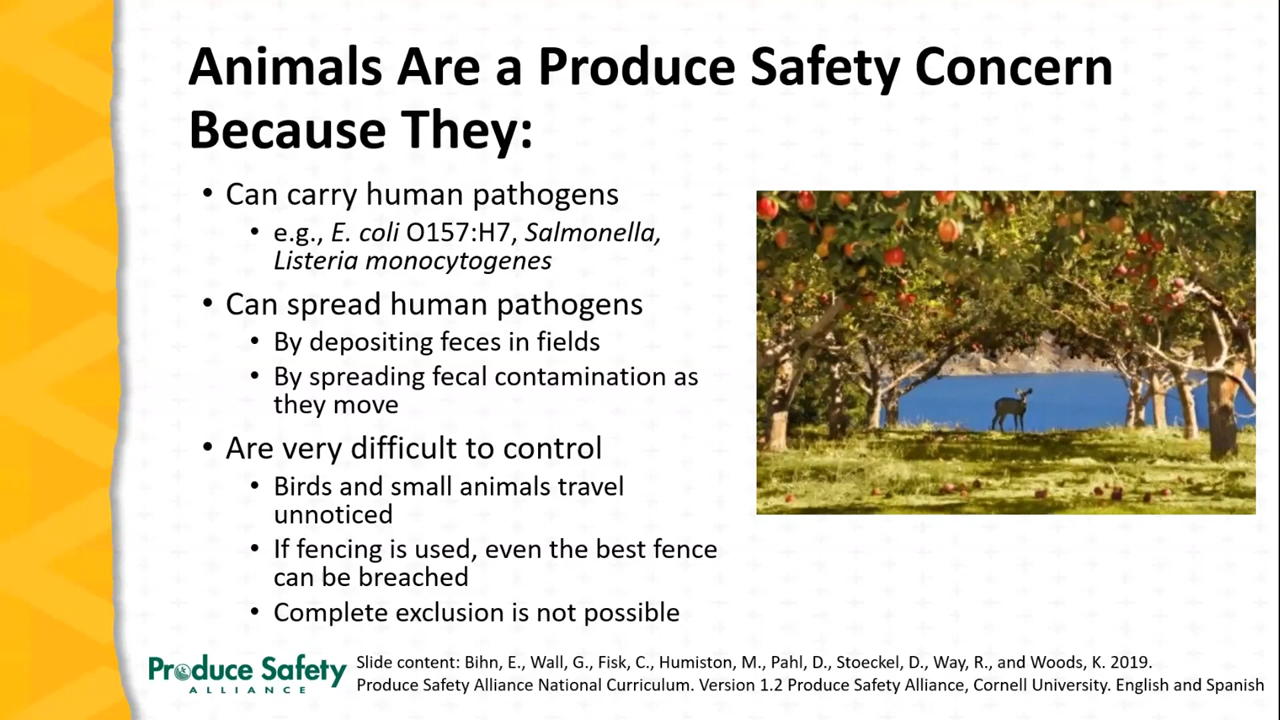 Animals Are a Produce Safety Concern
Because They:
• Can carry human pathogens
• e.g., E. coli O157:H7, Salmonella,
Listeria monocytogenes
• Can spread human pathogens
• By depositing feces in fields
• By spreading fecal contamination as
they move
• Are very difficult to control
• Birds and small animals travel
unnoticed
• If fencing is used, even the best fence
can be breached
• Complete exclusion is not possible
Produce Safety
ALLIANCE
Slide content: Bihn, E., Wall, G., Fisk, C., Humiston, M., Pahl, D., Stoeckel, D., Way, R., and Woods, K. 2019.
Produce Safety Alliance National Curriculum. Version 1.2 Produce Safety Alliance, Cornell University. English and Spanish